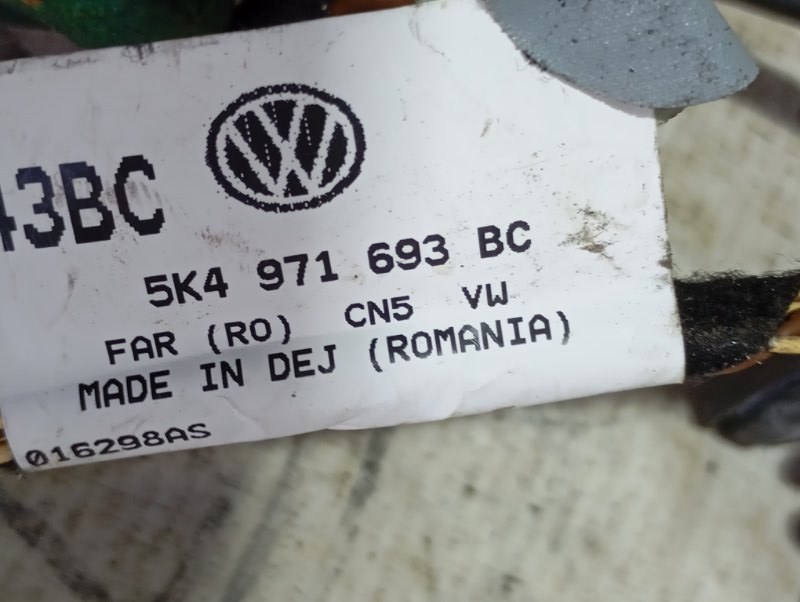 43BC
5K4 971 693 BC
FAR (RO) CN5 VW
MADE IN DEJ (ROMANIA)
016298AS